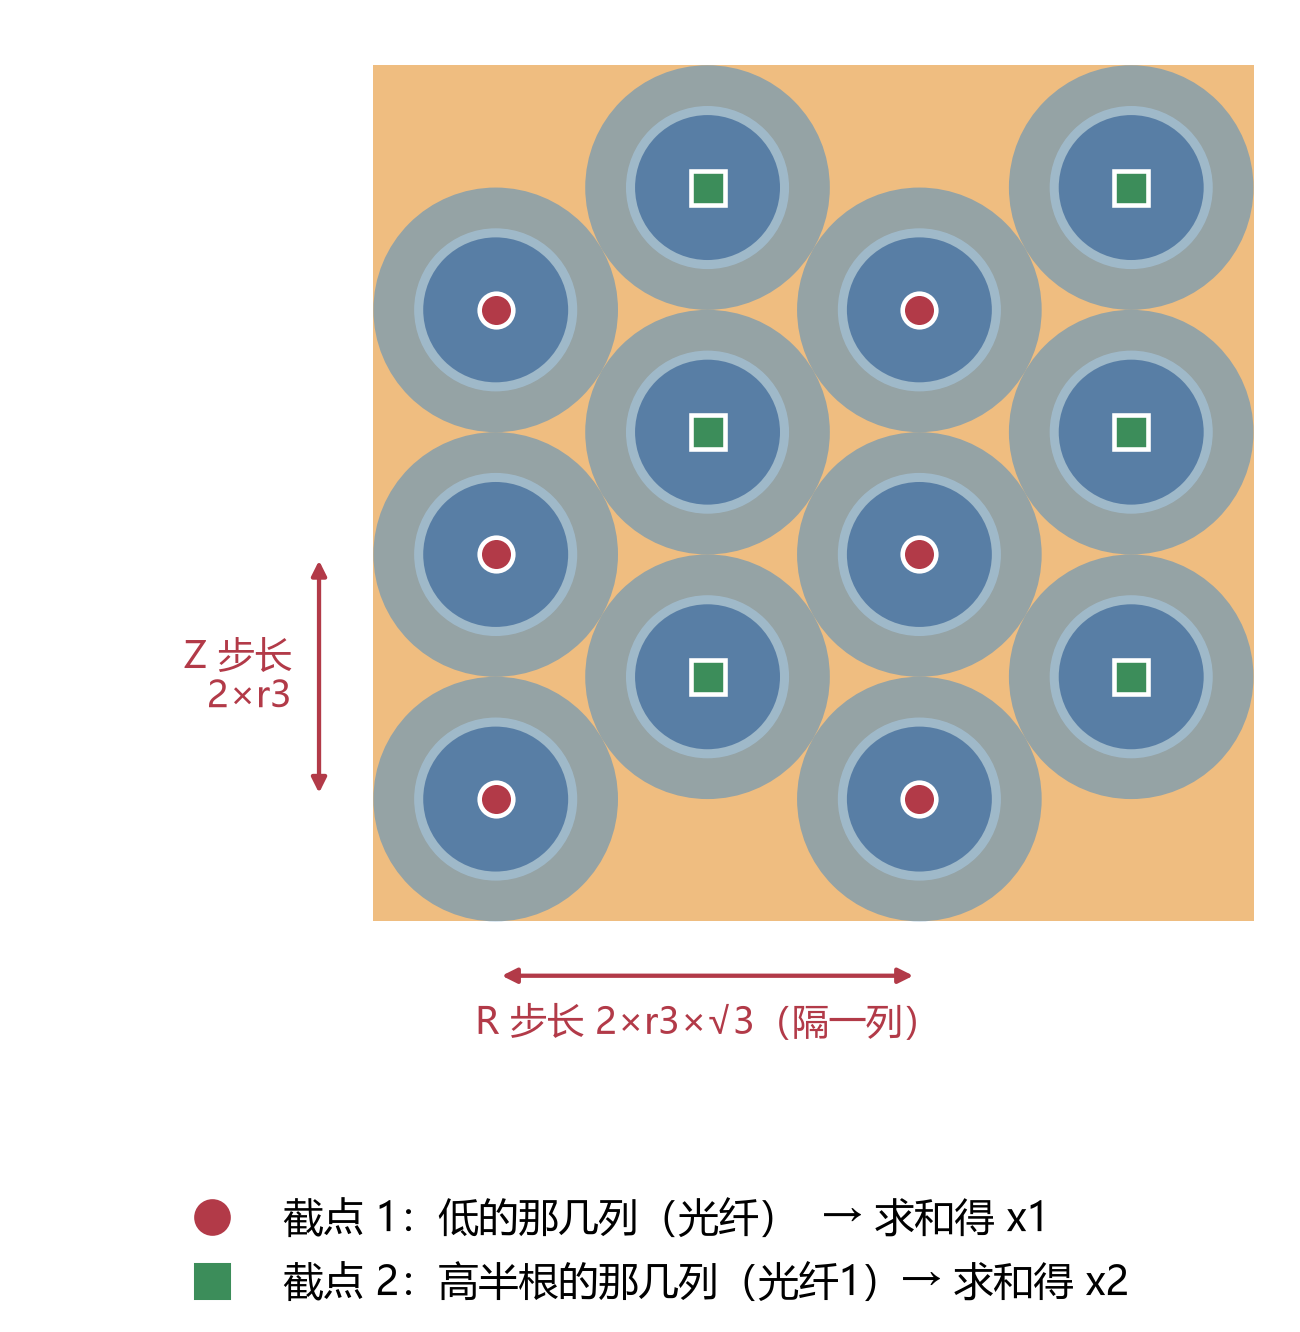 Z 步长
2×r3
R 步长 2×r3×√3（隔一列）
截点 1：低的那几列（光纤） → 求和得 x1
截点 2：高半根的那几列（光纤1）→ 求和得 x2